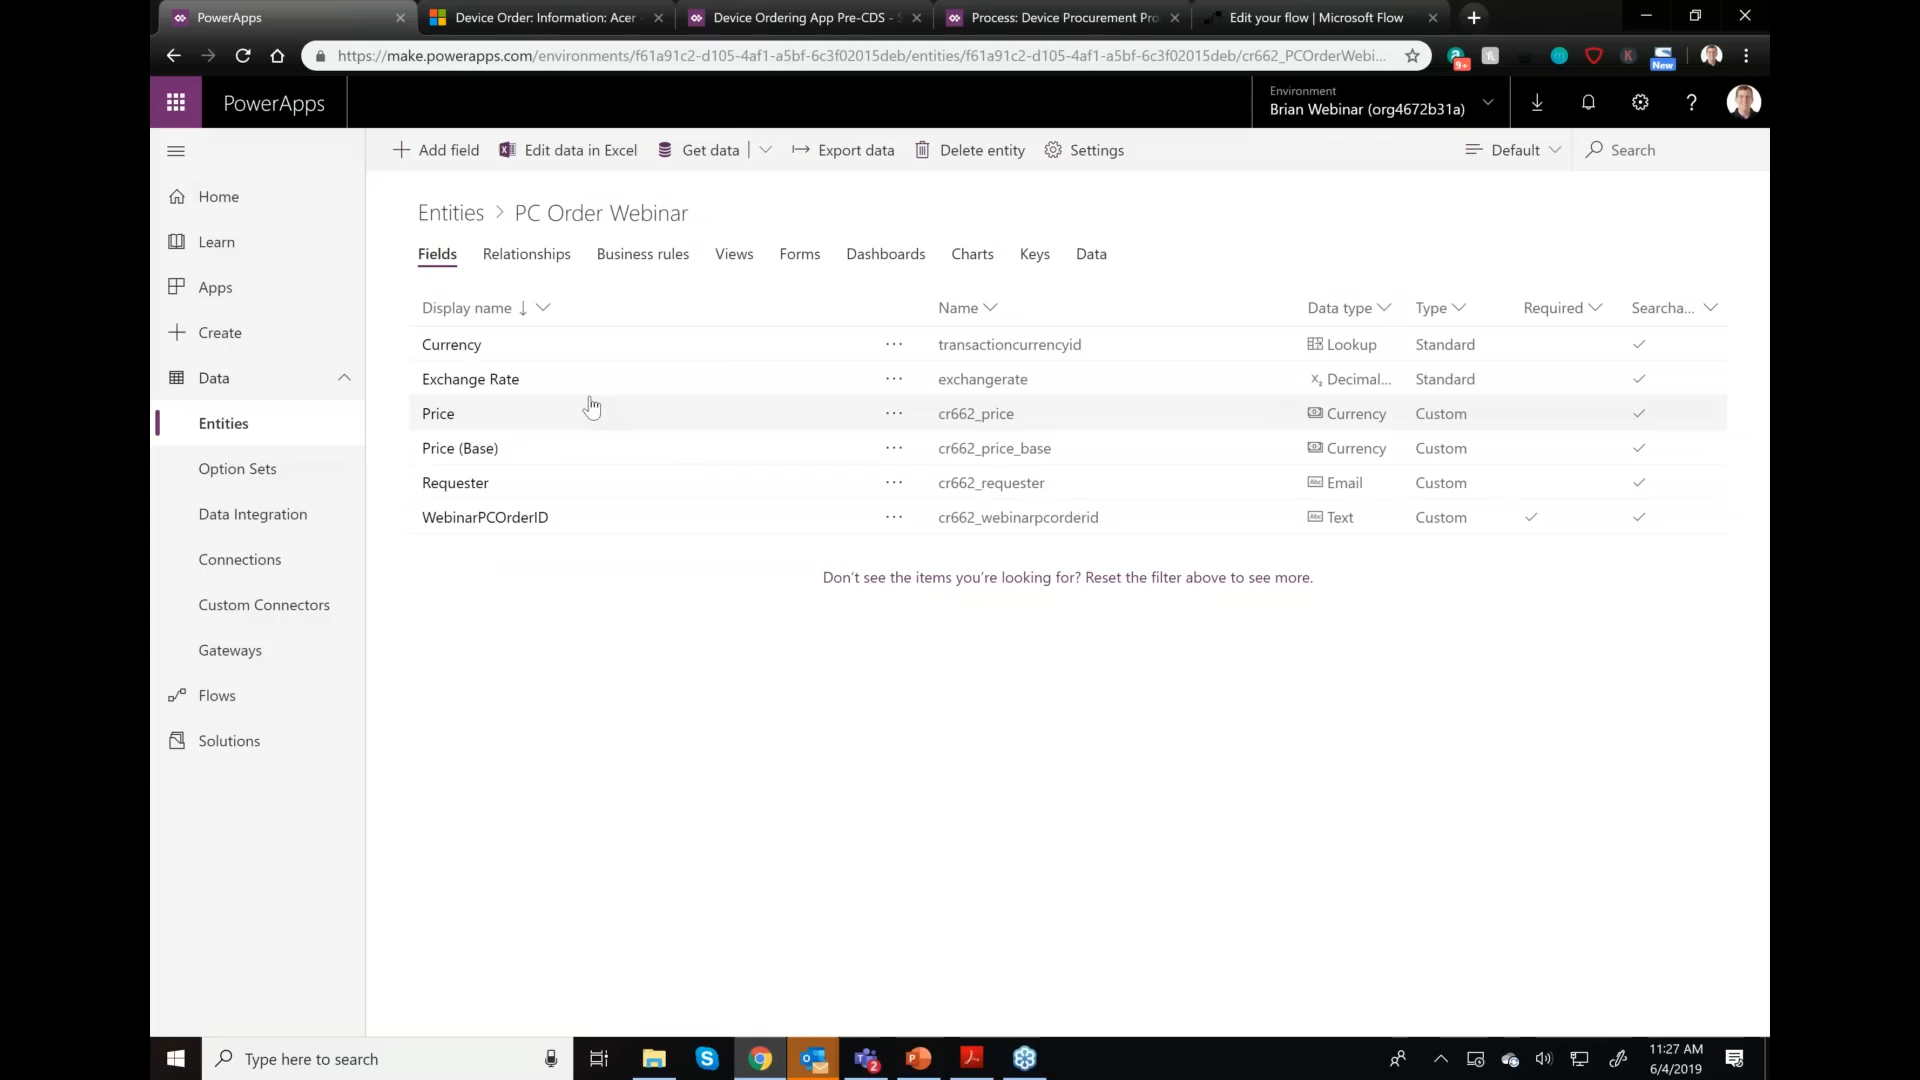 PowerApps
Device Order: Information: Acer
Device Ordering App Pre-CDS - S
Process: Device Procurement Pro
Edit your flow | Microsoft Flow
https://make.powerapps.com/environments/f61a91c2-d105-4af1-a5bf-6c3f02015deb/entities/f61a91c2-d105-4af1-a5bf-6c3f02015deb/cr662_PCOrderWebi...
9+
K
New
PowerApps
Environment
Brian Webinar (org4672b31a)
?
Add field
Edit data in Excel
Get data
Export data
Delete entity
Settings
Default
Search
Home
Learn
Apps
Create
Data
Entities
Option Sets
Data Integration
Connections
Custom Connectors
Gateways
Flows
Solutions
Entities > PC Order Webinar
Fields Relationships Business rules Views Forms Dashboards Charts Keys Data
Display name Name Data type Type Required Searcha...
Currency ... transactioncurrencyid Lookup Standard
Exchange Rate ... exchangerate Decimal... Standard
Price ... cr662_price Currency Custom
Price (Base) ... cr662_price_base Currency Custom
Requester ... cr662_requester Abc Email Custom
WebinarPCOrderID ... cr662_webinarpcorderid Abc Text Custom
Don't see the items you're looking for? Reset the filter above to see more.
Type here to search
2
11:27 AM
6/4/2019